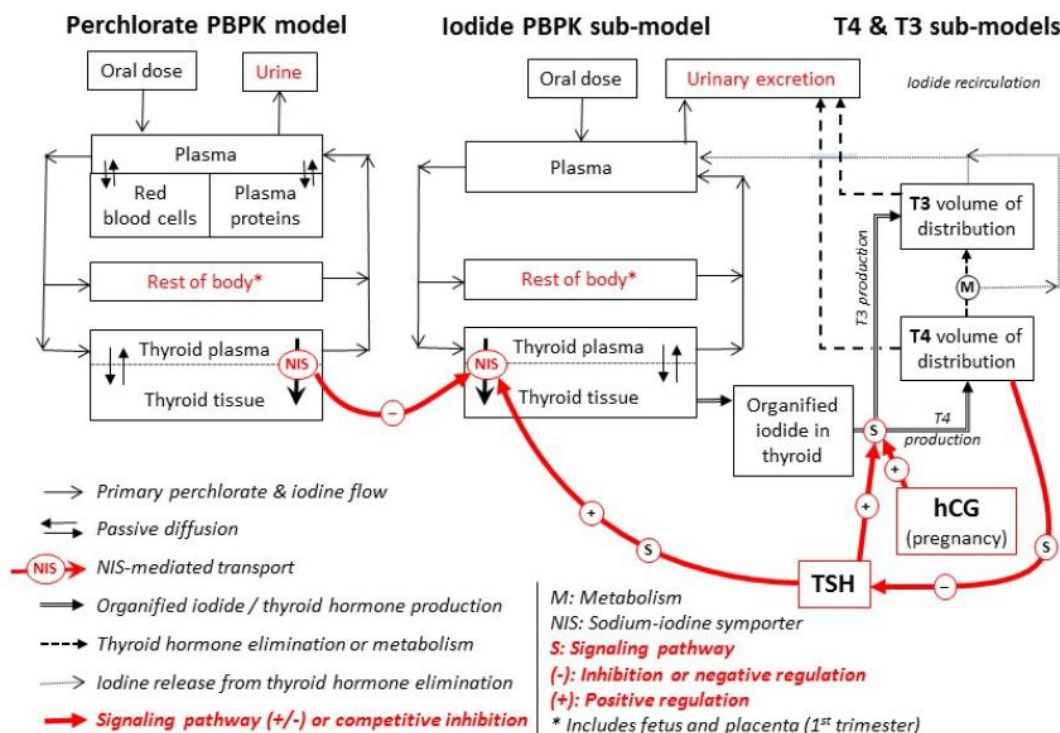 Perchlorate PBPK model
Oral dose
Urine
Plasma
Red
blood cells
Plasma
proteins
Rest of body*
Thyroid plasma
NIS
Thyroid tissue
−
Iodide PBPK sub-model
Oral dose
Urinary excretion
Plasma
Rest of body*
Thyroid plasma
NIS
Thyroid tissue
Organified
iodide in
thyroid
T4 & T3 sub-models
Iodide recirculation
T3 volume of
distribution
T3 production
M
T4 volume of
distribution
S
T4
production
+
+
hCG
(pregnancy)
+
S
S
TSH
−
Primary perchlorate & iodine flow
Passive diffusion
NIS
NIS-mediated transport
Organified iodide / thyroid hormone production
Thyroid hormone elimination or metabolism
Iodine release from thyroid hormone elimination
Signaling pathway (+/-) or competitive inhibition
M: Metabolism
NIS: Sodium-iodine symporter
S: Signaling pathway
(-): Inhibition or negative regulation
(+): Positive regulation
* Includes fetus and placenta (1st trimester)